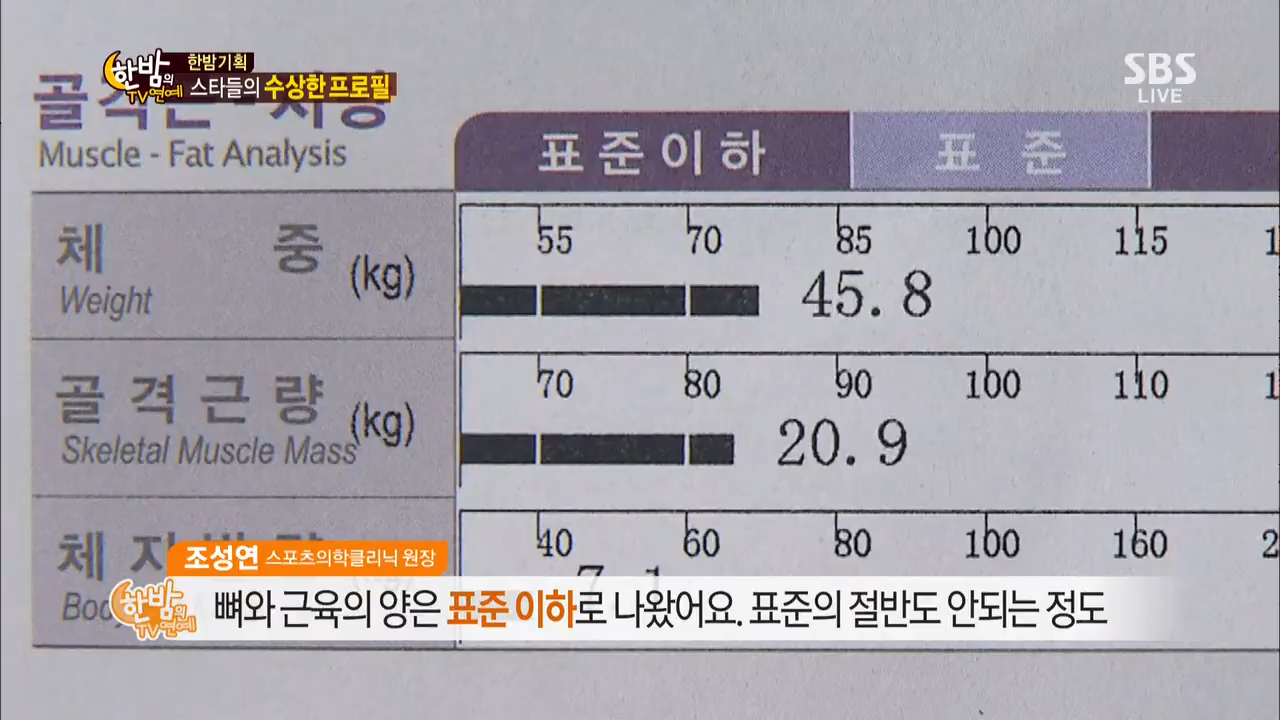 한밤의
TV연예
한밤기획
스타들의 수상한 프로필
SBS
LIVE
골격근·지방
Muscle - Fat Analysis
표준이하
표 준
체 중 (kg)
Weight
55 70 85 100 115
45.8
골격근량 (kg)
Skeletal Muscle Mass
70 80 90 100 110
20.9
40 60 80 100 160
조성연 스포츠의학클리닉 원장
한밤의
TV연예
뼈와 근육의 양은 표준 이하로 나왔어요. 표준의 절반도 안되는 정도